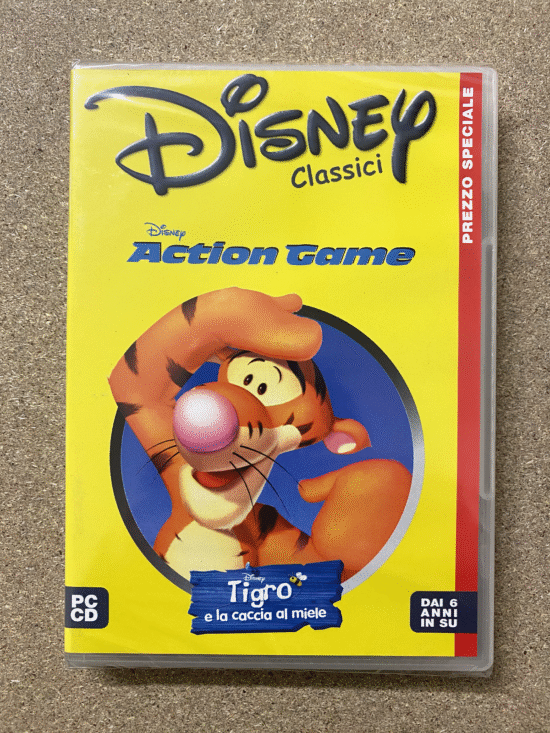 Disney
Classici
PREZZO SPECIALE
Disney
Action Game
Disney
Tigro
e la caccia al miele
PC
CD
DAI 6
ANNI
IN SU